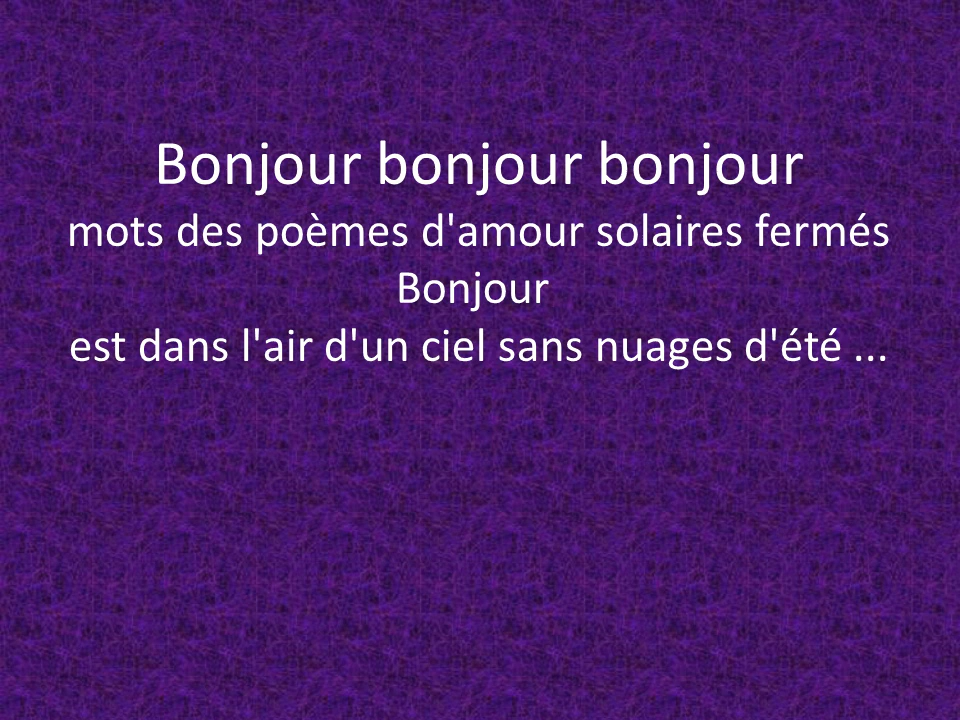 Bonjour bonjour bonjour
mots des poèmes d'amour solaires fermés
Bonjour
est dans l'air d'un ciel sans nuages d'été ...